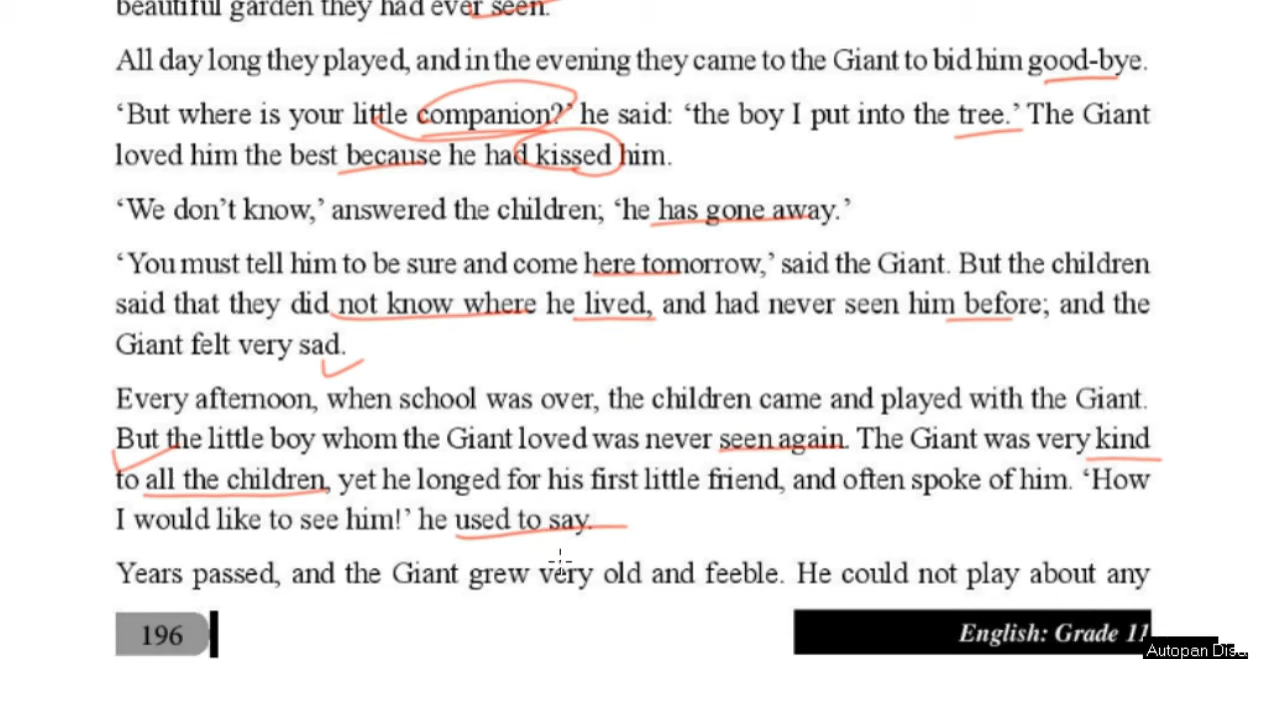 beautiful garden they had ever seen.
All day long they played, and in the evening they came to the Giant to bid him good-bye.
‘But where is your little companion?’ he said: ‘the boy I put into the tree.’ The Giant
loved him the best because he had kissed him.
‘We don’t know,’ answered the children; ‘he has gone away.’
‘You must tell him to be sure and come here tomorrow,’ said the Giant. But the children
said that they did not know where he lived, and had never seen him before; and the
Giant felt very sad.
Every afternoon, when school was over, the children came and played with the Giant.
But the little boy whom the Giant loved was never seen again. The Giant was very kind
to all the children, yet he longed for his first little friend, and often spoke of him. ‘How
I would like to see him!’ he used to say.
Years passed, and the Giant grew very old and feeble. He could not play about any
196
English: Grade 11
Autopan